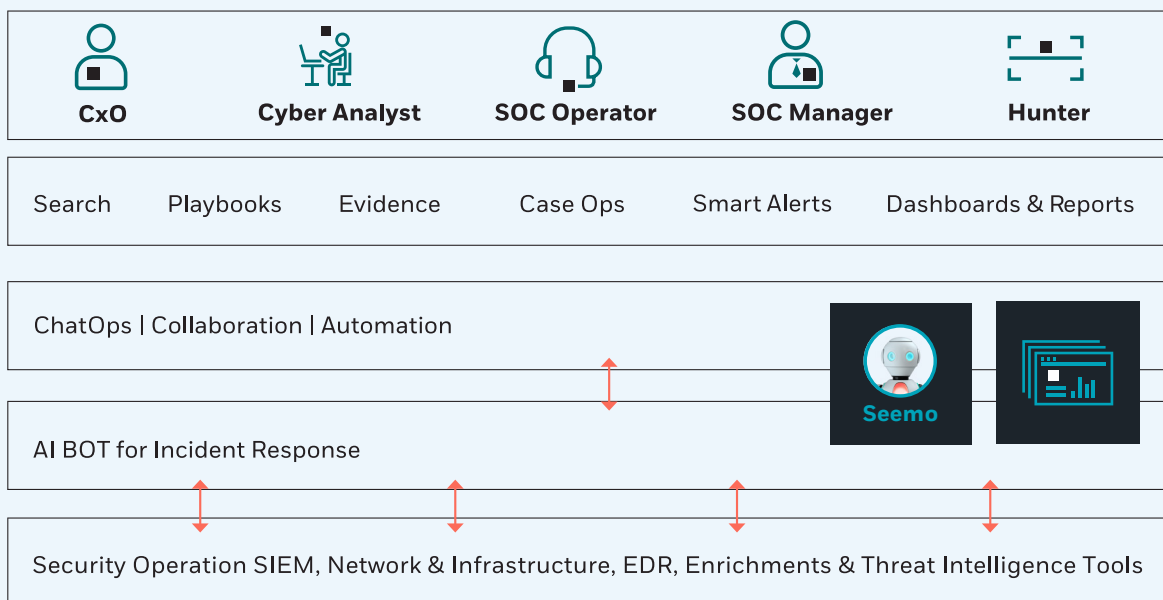 CxO Cyber Analyst SOC Operator SOC Manager Hunter
Search Playbooks Evidence Case Ops Smart Alerts Dashboards & Reports
ChatOps | Collaboration | Automation
Seemo
AI BOT for Incident Response
Security Operation SIEM, Network & Infrastructure, EDR, Enrichments & Threat Intelligence Tools